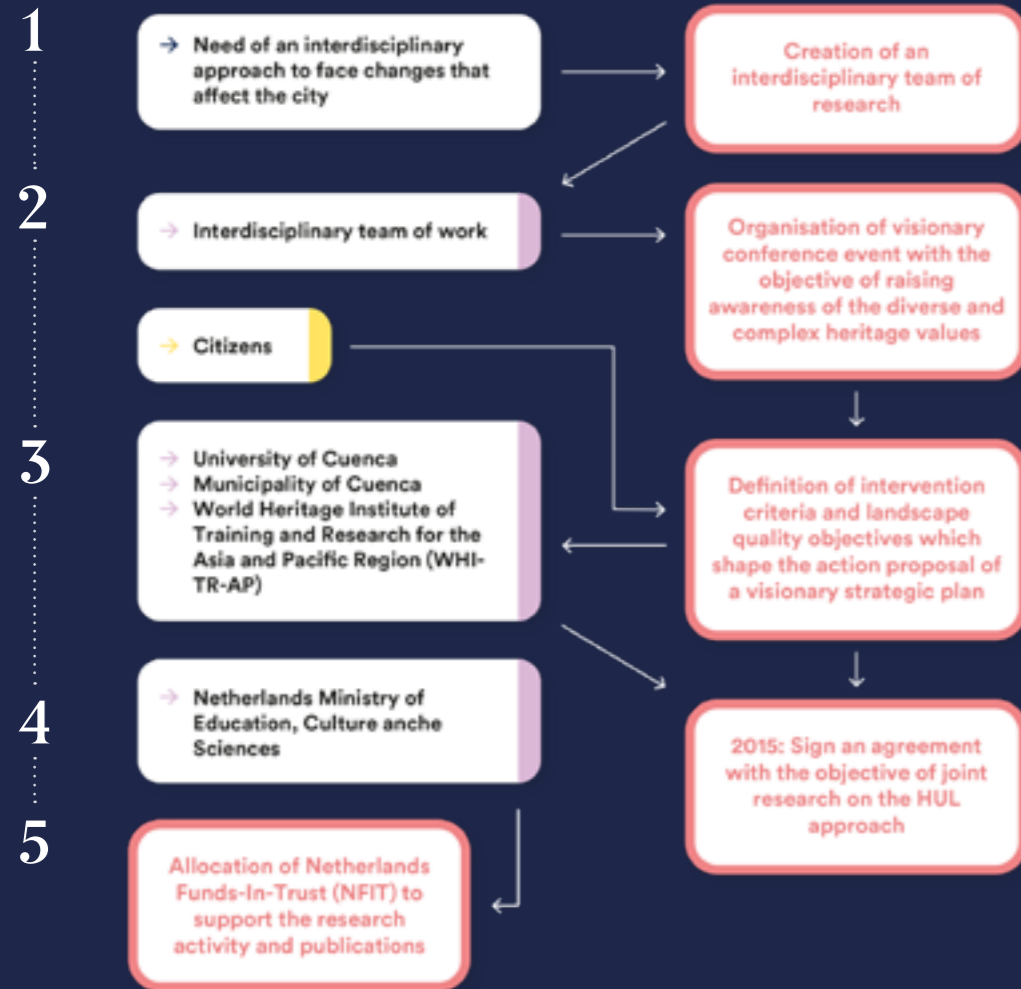 1
→ Need of an interdisciplinary
approach to face changes that
affect the city
Creation of an
interdisciplinary team of
research
2
→ Interdisciplinary team of work
Organisation of visionary
conference event with the
objective of raising
awareness of the diverse and
complex heritage values
→ Citizens
3
→ University of Cuenca
→ Municipality of Cuenca
→ World Heritage Institute of
Training and Research for the
Asia and Pacific Region (WHI-
TR-AP)
Definition of intervention
criteria and landscape
quality objectives which
shape the action proposal of
a visionary strategic plan
4
→ Netherlands Ministry of
Education, Culture anche
Sciences
2015: Sign an agreement
with the objective of joint
research on the HUL
approach
5
Allocation of Netherlands
Funds-In-Trust (NFIT) to
support the research
activity and publications